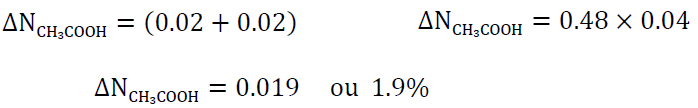 ΔN_CH₃COOH = (0.02 + 0.02) ΔN_CH₃COOH = 0.48 × 0.04
ΔN_CH₃COOH = 0.019 ou 1.9%